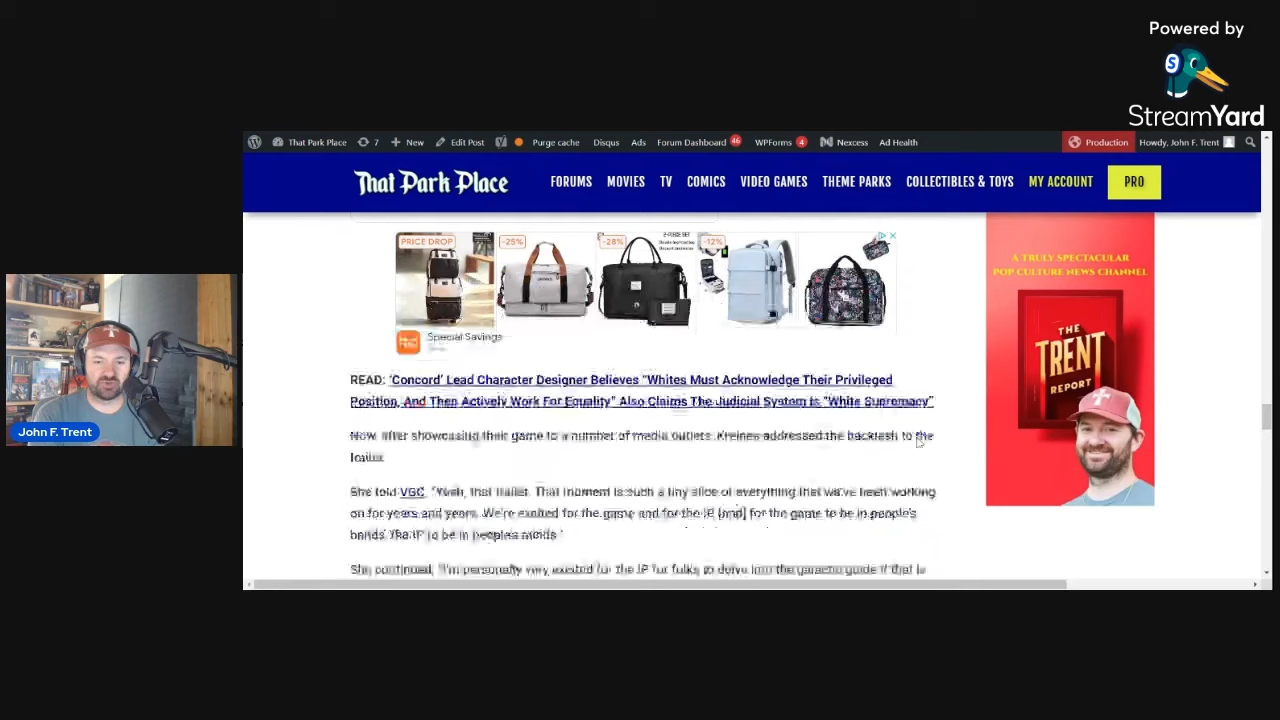 Powered by
StreamYard
That Park Place 7 New Edit Post Purge cache Disqus Ads Forum Dashboard 46 WPForms 4 Nexcess Ad Health Production Howdy, John F. Trent
That Park Place FORUMS MOVIES TV COMICS VIDEO GAMES THEME PARKS COLLECTIBLES & TOYS MY ACCOUNT PRO
PRICE DROP -25% -28% -12%
Special Savings
A TRULY SPECTACULAR
POP CULTURE NEWS CHANNEL
THE
TRENT
REPORT
READ: ‘Concord’ Lead Character Designer Believes “Whites Must Acknowledge Their Privileged
Position, And Then Actively Work For Equality” Also Claims The Judicial System Is “White Supremacy”
Now, after showcasing their game to a number of media outlets, Kreines addressed the backlash to the
trailer.
She told VGC, “Yeah, that trailer. That moment is such a tiny slice of everything that we’ve been working
on for years and years. We’re excited for the game and for the IP [and] for the game to be in people’s
hands
She continued, “I’m personally very excited for the IP for folks to delve into the galactic guide
John F. Trent